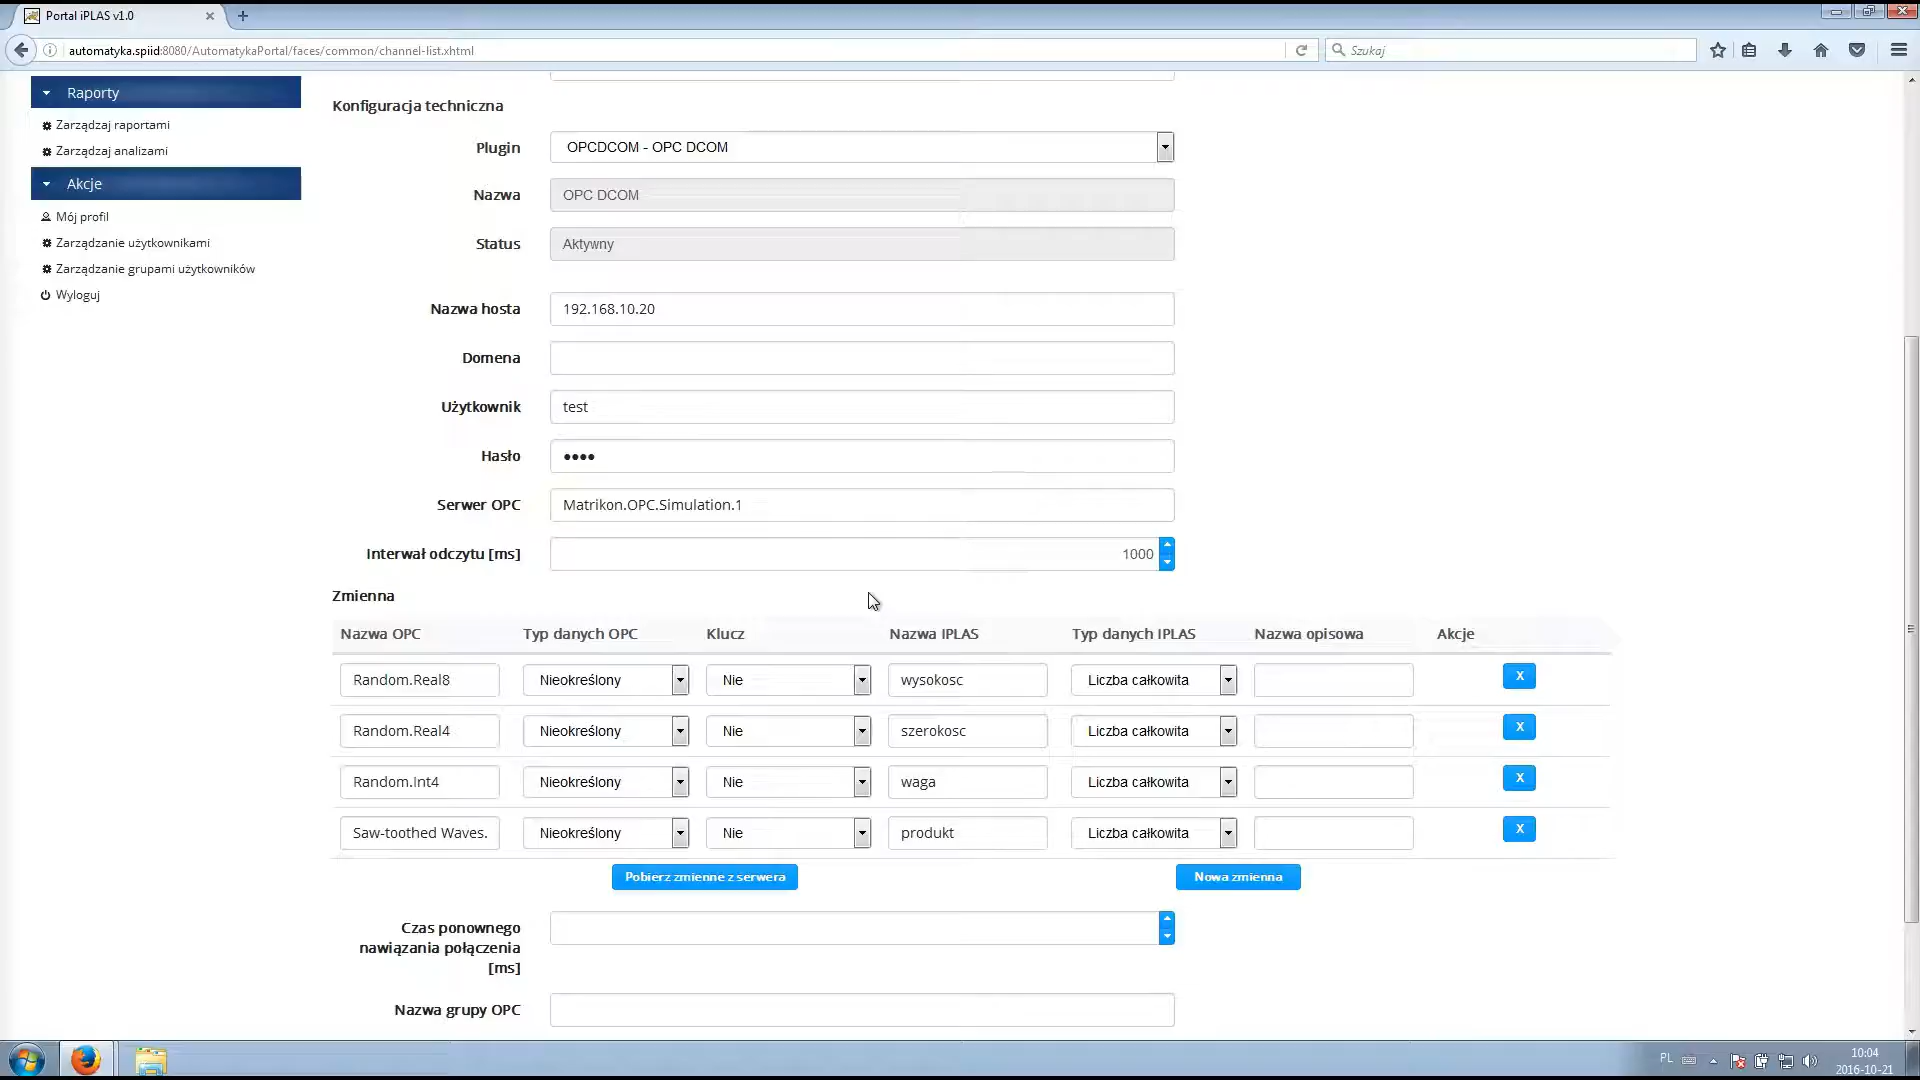 Portal iPLAS v1.0
automatyka.spiid:8080/AutomatykaPortal/faces/common/channel-list.xhtml
Szukaj
Raporty
Zarządzaj raportami
Zarządzaj analizami
Akcje
Mój profil
Zarządzanie użytkownikami
Zarządzanie grupami użytkowników
Wyloguj
Konfiguracja techniczna
Plugin OPCDCOM - OPC DCOM
Nazwa OPC DCOM
Status Aktywny
Nazwa hosta 192.168.10.20
Domena
Użytkownik test
Hasło ••••
Serwer OPC Matrikon.OPC.Simulation.1
Interwał odczytu [ms] 1000
Zmienna
Nazwa OPC Typ danych OPC Klucz Nazwa IPLAS Typ danych IPLAS Nazwa opisowa Akcje
Random.Real8 Nieokreślony Nie wysokosc Liczba całkowita X
Random.Real4 Nieokreślony Nie szerokosc Liczba całkowita X
Random.Int4 Nieokreślony Nie waga Liczba całkowita X
Saw-toothed Waves. Nieokreślony Nie produkt Liczba całkowita X
Pobierz zmienne z serwera Nowa zmienna
Czas ponownego
nawiązania połączenia
[ms]
Nazwa grupy OPC
PL 10:04
2016-10-21